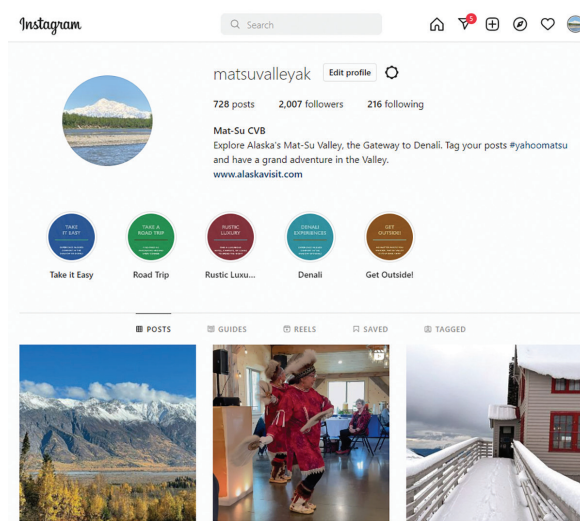 Instagram
Search
5
matsuvalleyak Edit profile
728 posts 2,007 followers 216 following
Mat-Su CVB
Explore Alaska's Mat-Su Valley, the Gateway to Denali. Tag your posts #yahoomatsu
and have a grand adventure in the Valley.
www.alaskavisit.com
TAKE
IT EASY
TAKE A
ROAD TRIP
RUSTIC
LUXURY
DENALI
EXPERIENCES
GET
OUTSIDE!
Take it Easy Road Trip Rustic Luxu... Denali Get Outside!
POSTS GUIDES REELS SAVED TAGGED